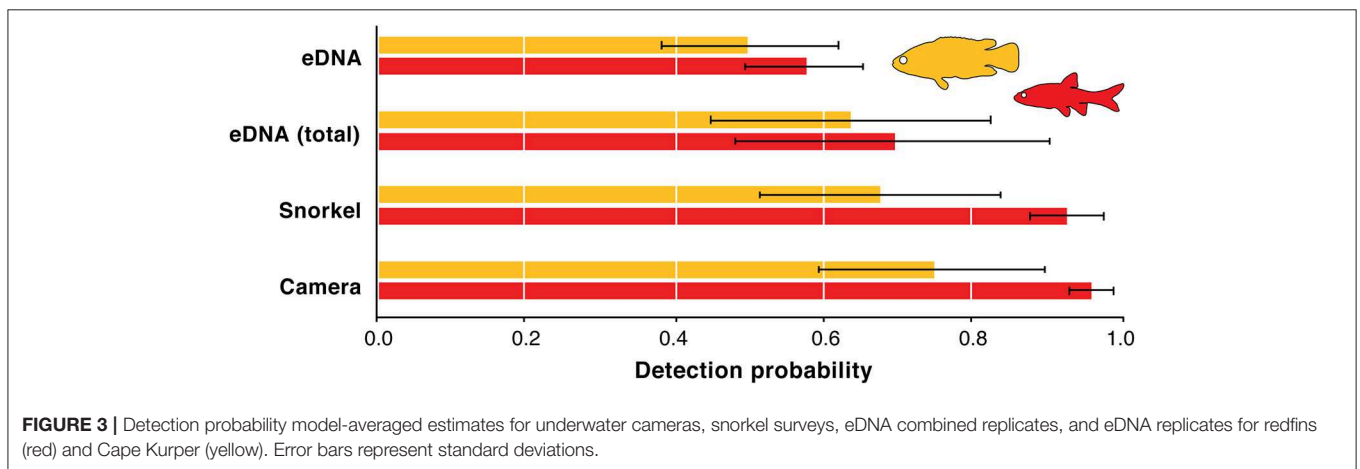 eDNA
eDNA (total)
Snorkel
Camera
0.0 0.2 0.4 0.6 0.8 1.0
Detection probability
FIGURE 3 | Detection probability model-averaged estimates for underwater cameras, snorkel surveys, eDNA combined replicates, and eDNA replicates for redfins
(red) and Cape Kurper (yellow). Error bars represent standard deviations.